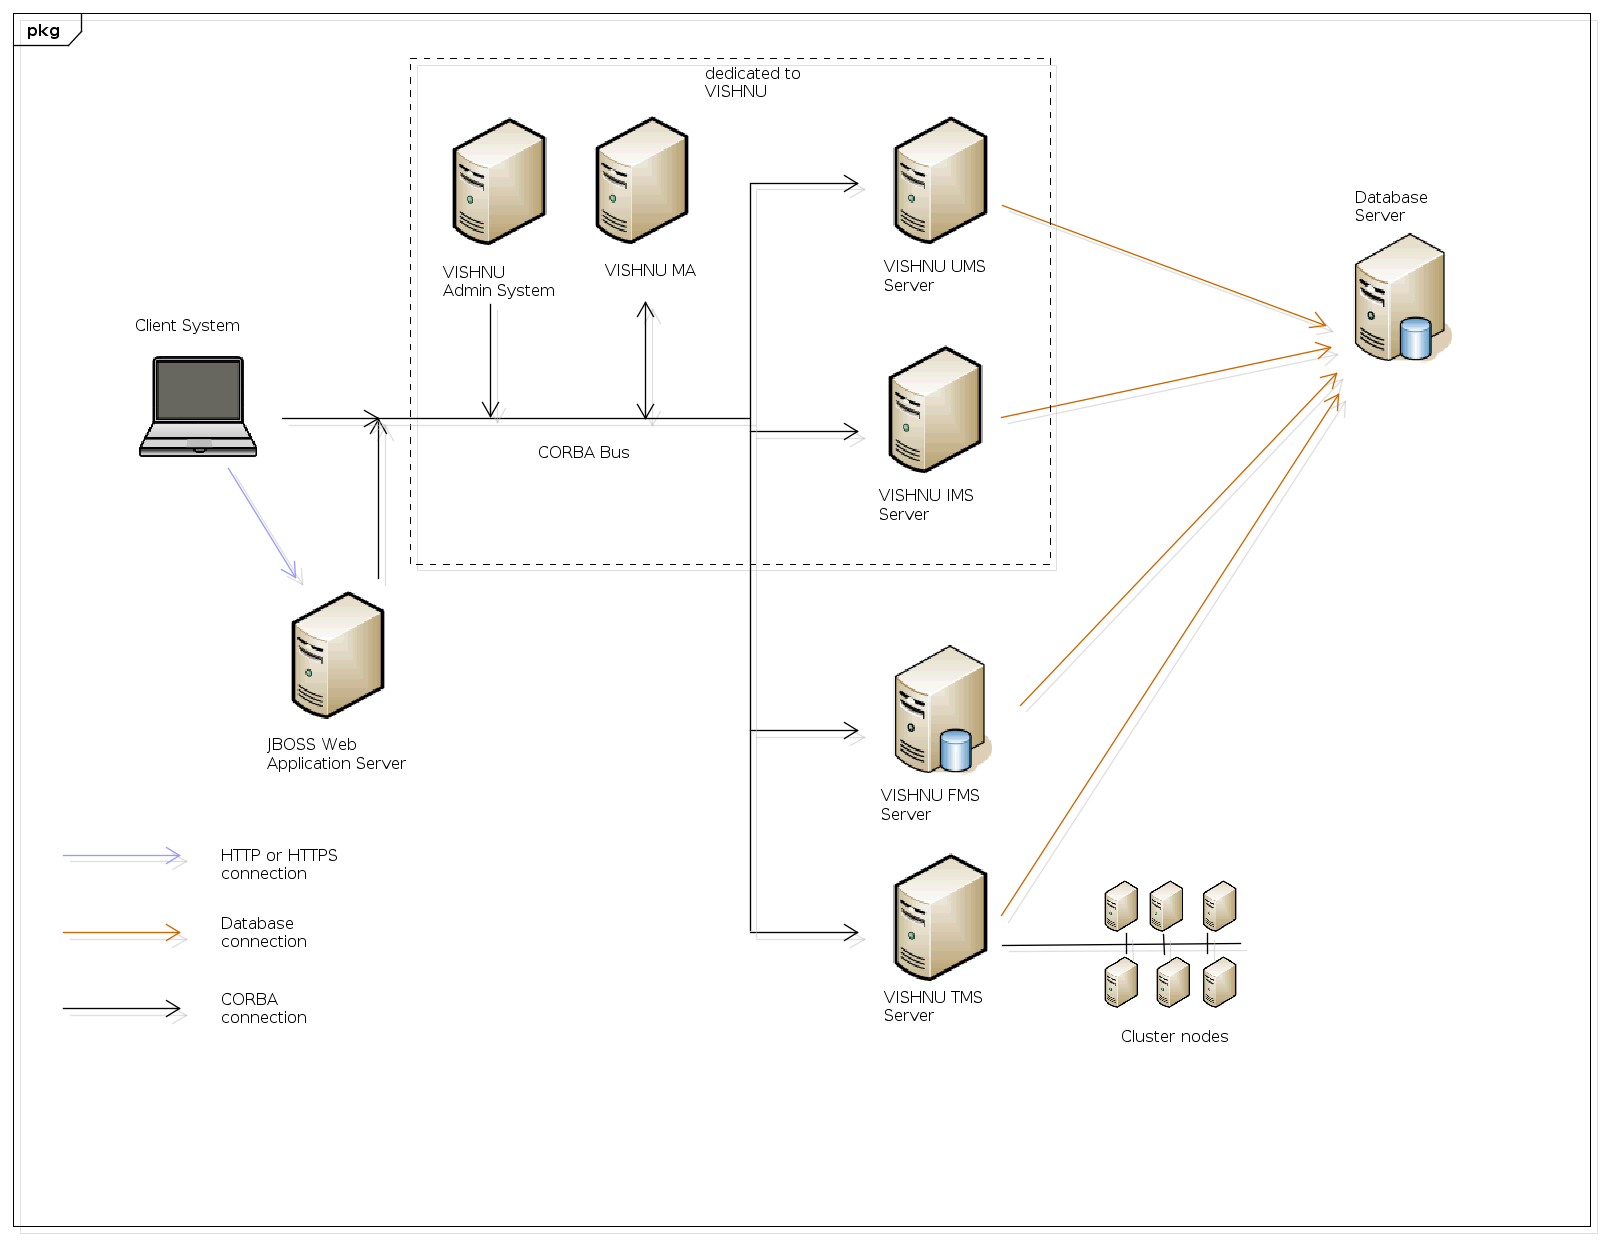 pkg
dedicated to
VISHNU
VISHNU
Admin System
VISHNU MA
VISHNU UMS
Server
Database
Server
Client System
CORBA Bus
VISHNU IMS
Server
JBOSS Web
Application Server
VISHNU FMS
Server
HTTP or HTTPS
connection
Database
connection
CORBA
connection
VISHNU TMS
Server
Cluster nodes